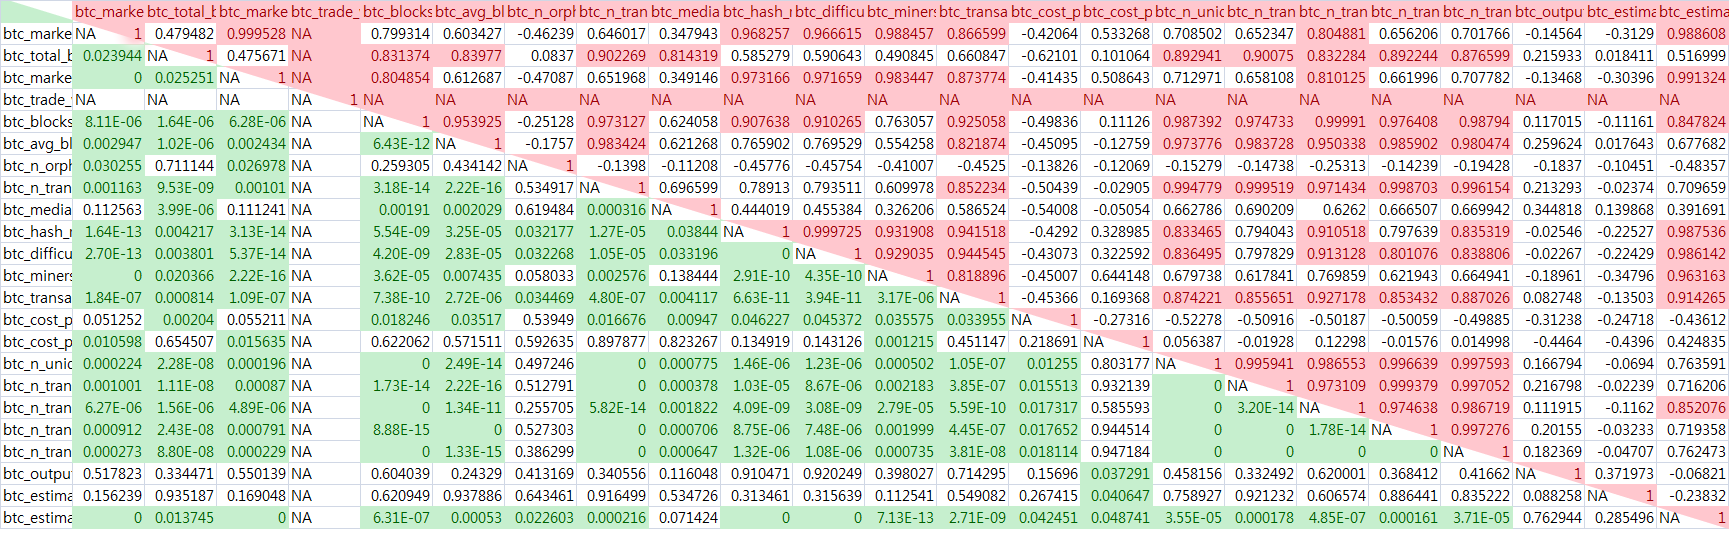 btc_marke btc_total_b btc_marke btc_trade_ btc_blocks btc_avg_bl btc_n_orph btc_n_tran btc_media btc_hash_r btc_difficu btc_miners btc_transa btc_cost_p btc_cost_p btc_n_unic btc_n_tran btc_n_tran btc_n_tran btc_n_tran btc_outpu btc_estima btc_estima
btc_marke NA 1 0.479482 0.999528 NA 0.799314 0.603427 -0.46239 0.646017 0.347943 0.968257 0.966615 0.988457 0.866599 -0.42064 0.533268 0.708502 0.652347 0.804881 0.656206 0.701766 -0.14564 -0.3129 0.988608
btc_total_b 0.023944 NA 1 0.475671 NA 0.831374 0.83977 0.0837 0.902269 0.814319 0.585242 0.590643 0.490845 0.660847 -0.62101 0.101064 0.892941 0.90075 0.832284 0.892244 0.876599 0.215933 0.018411 0.516999
btc_marke 0 0.025251 NA 1 NA 0.804854 0.612687 -0.47087 0.651968 0.349146 0.973166 0.971659 0.983447 0.873774 -0.41435 0.508643 0.712971 0.658108 0.810125 0.661996 0.707782 -0.13468 -0.30396 0.991324
btc_trade_ NA NA NA NA 1 NA NA NA NA NA NA NA NA NA NA NA NA NA NA NA NA NA NA NA
btc_blocks 8.11E-06 1.64E-06 6.28E-06 NA NA 1 0.953925 -0.25128 0.973127 0.624058 0.907638 0.910265 0.763057 0.925058 -0.49836 0.11126 0.987392 0.974733 0.99991 0.976408 0.98794 0.117015 -0.11161 0.847824
btc_avg_bl 0.002947 1.02E-06 0.002434 NA 6.43E-12 NA 1 -0.1757 0.983424 0.621268 0.765902 0.769529 0.554258 0.821874 -0.45095 -0.12759 0.973776 0.983728 0.950338 0.985902 0.980474 0.259624 0.017643 0.677682
btc_n_orph 0.030255 0.711144 0.026978 NA 0.259305 0.434142 NA 1 -0.1398 -0.11208 -0.45776 -0.45754 -0.41007 -0.4525 -0.13826 -0.12069 -0.15279 -0.14738 -0.25313 -0.14239 -0.19428 -0.1837 -0.10451 -0.48357
btc_n_tran 0.001163 9.53E-09 0.00101 NA 3.18E-14 2.22E-16 0.534917 NA 1 0.696599 0.78913 0.793511 0.609978 0.852234 -0.50439 -0.02905 0.994779 0.999519 0.971434 0.998703 0.996154 0.213293 -0.02374 0.709659
btc_media 0.112563 3.99E-06 0.111241 NA 0.00191 0.002029 0.619484 0.000316 NA 1 0.444019 0.455384 0.326206 0.586524 -0.54008 -0.05054 0.662786 0.690209 0.6262 0.666507 0.669942 0.344818 0.139868 0.391691
btc_hash_r 1.64E-13 0.004217 3.13E-14 NA 5.54E-09 3.25E-05 0.032177 1.27E-05 0.03844 NA 1 0.999725 0.931908 0.941518 -0.4292 0.328985 0.833465 0.794043 0.910518 0.797639 0.835319 -0.02546 -0.22527 0.987536
btc_difficu 2.70E-13 0.003801 5.37E-14 NA 4.20E-09 2.83E-05 0.032268 1.05E-05 0.033196 0 NA 1 0.929035 0.944545 -0.43073 0.322592 0.836495 0.797829 0.913128 0.801076 0.838806 -0.02267 -0.22429 0.986142
btc_miners 0 0.020366 2.22E-16 NA 3.62E-05 0.007435 0.058033 0.002576 0.138444 2.91E-10 4.35E-10 NA 1 0.818896 -0.45007 0.644148 0.679738 0.617841 0.769859 0.621943 0.664941 -0.18961 -0.34796 0.963163
btc_transa 1.84E-07 0.000814 1.09E-07 NA 7.38E-10 2.72E-06 0.034469 4.80E-07 0.004117 6.63E-11 3.94E-11 3.17E-06 NA 1 -0.45366 0.169368 0.874221 0.855651 0.927178 0.853432 0.887026 0.082748 -0.13503 0.914265
btc_cost_p 0.051252 0.00204 0.055211 NA 0.018246 0.03517 0.53949 0.016676 0.00947 0.046227 0.045372 0.035575 0.033955 NA 1 -0.27316 -0.52278 -0.50916 -0.50187 -0.50059 -0.49885 -0.31238 -0.24718 -0.43612
btc_cost_p 0.010598 0.654507 0.015635 NA 0.622062 0.571511 0.592635 0.897877 0.823267 0.134919 0.143126 0.001215 0.451147 0.218691 NA 1 0.056387 -0.01928 0.12298 -0.01576 0.014998 -0.4464 -0.4396 0.424835
btc_n_unic 0.000224 2.28E-08 0.000196 NA 0 2.49E-14 0.497246 0 0.000775 1.46E-06 1.23E-06 0.000502 1.05E-07 0.01255 0.803177 NA 1 0.995941 0.986553 0.996639 0.997593 0.166794 -0.0694 0.763591
btc_n_tran 0.001001 1.11E-08 0.00087 NA 1.73E-14 2.22E-16 0.512791 0 0.000378 1.03E-05 8.67E-06 0.002183 3.85E-07 0.015513 0.932139 0 NA 1 0.973109 0.999379 0.997052 0.216798 -0.02239 0.716206
btc_n_tran 6.27E-06 1.56E-06 4.89E-06 NA 0 1.34E-11 0.255705 5.82E-14 0.001822 4.09E-09 3.08E-09 2.79E-05 5.59E-10 0.017317 0.585593 0 3.20E-14 NA 1 0.974638 0.986719 0.111915 -0.1162 0.852076
btc_n_tran 0.000912 2.43E-08 0.000791 NA 8.88E-15 0 0.527303 0 0.000706 8.75E-06 7.48E-06 0.001999 4.45E-07 0.017652 0.944514 0 0 1.78E-14 NA 1 0.997276 0.20155 -0.03233 0.719358
btc_n_tran 0.000273 8.80E-08 0.000229 NA 0 1.33E-15 0.386299 0 0.000647 1.32E-06 1.08E-06 0.000735 3.81E-08 0.018114 0.947184 0 0 0 0 NA 1 0.182369 -0.04707 0.762473
btc_outpu 0.517823 0.334471 0.550139 NA 0.604039 0.24329 0.413169 0.340556 0.116048 0.910471 0.920249 0.398027 0.714295 0.15696 0.037291 0.458156 0.332492 0.620001 0.368412 0.41662 NA 1 0.371973 -0.06821
btc_estima 0.156239 0.935187 0.169048 NA 0.620949 0.937886 0.643461 0.916499 0.534726 0.313461 0.315639 0.112541 0.549082 0.267415 0.040647 0.758927 0.921232 0.606574 0.886441 0.835222 0.088258 NA 1 -0.23832
btc_estima 0 0.013745 0 NA 6.31E-07 0.00053 0.022603 0.000216 0.071424 0 0 7.13E-13 2.71E-09 0.042451 0.048741 3.55E-05 0.000178 4.85E-07 0.000161 3.71E-05 0.762944 0.285496 NA 1